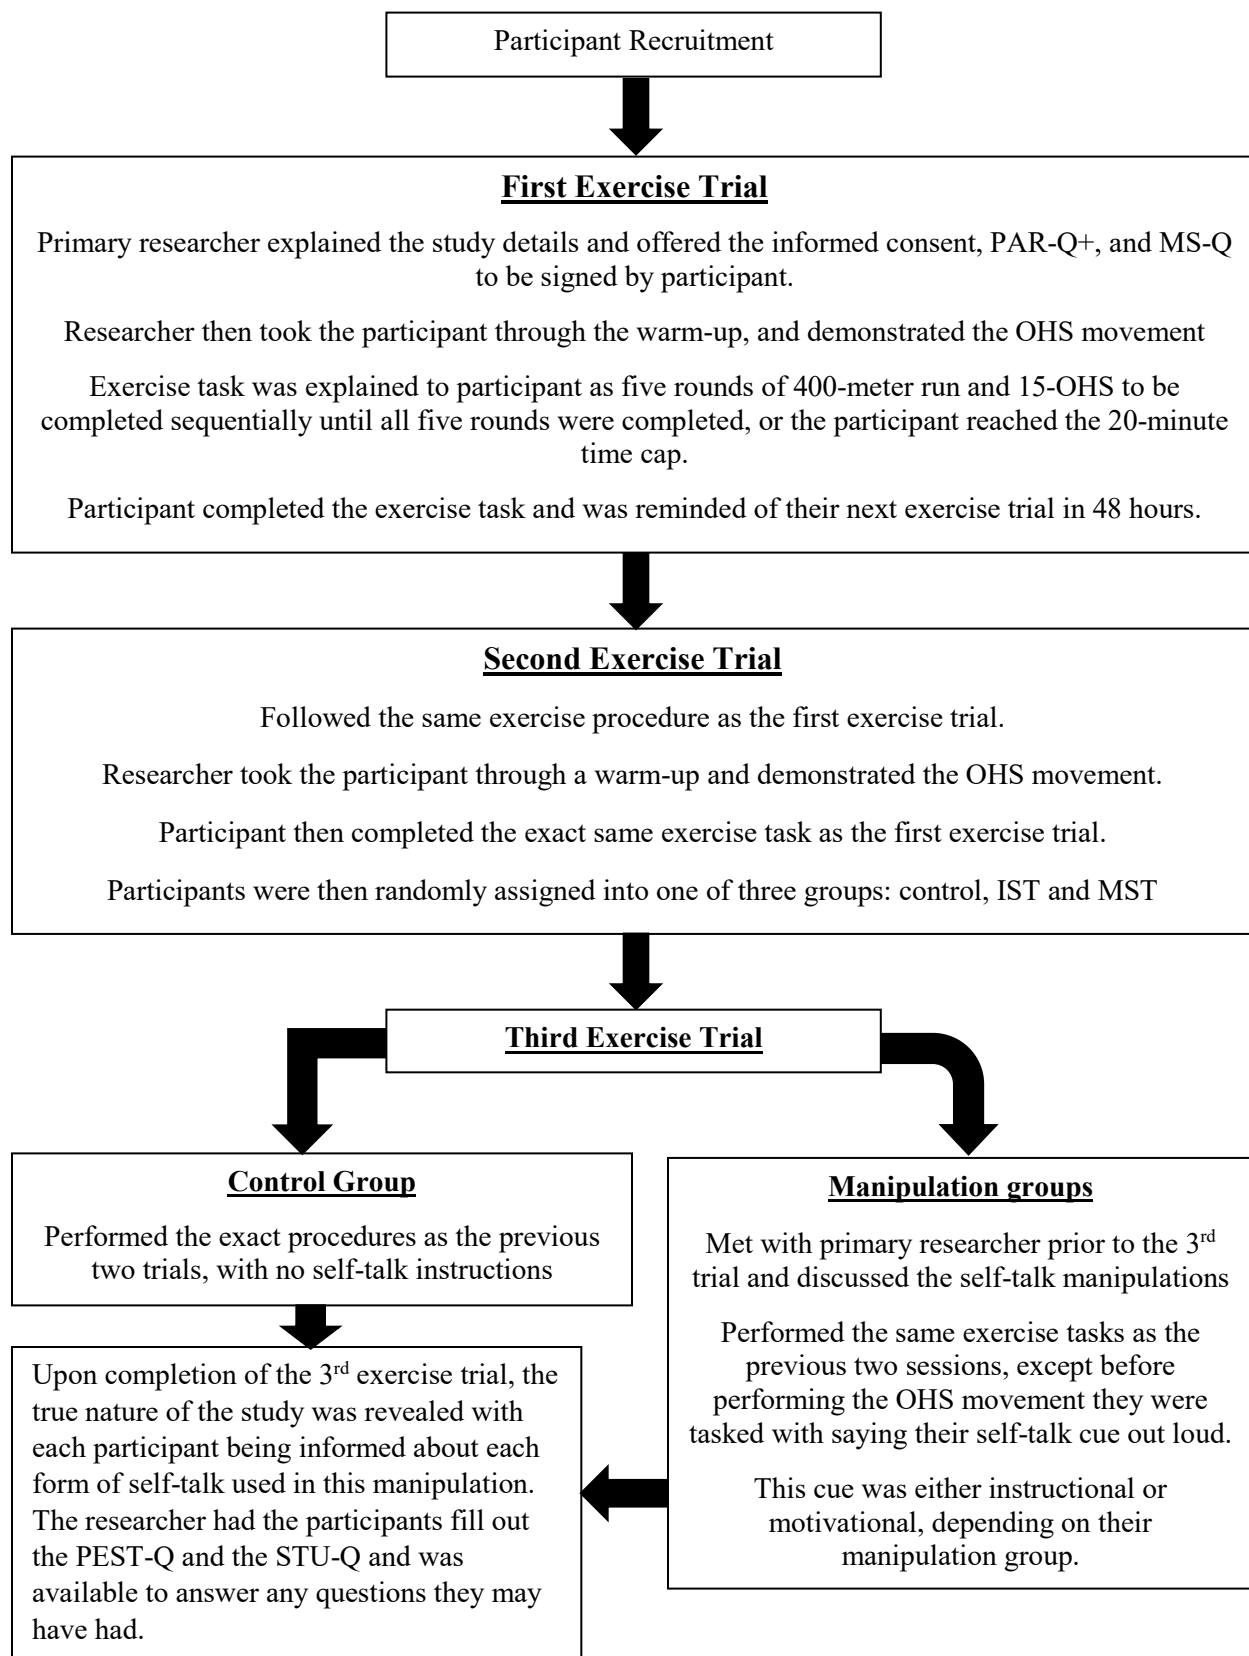 Participant Recruitment
First Exercise Trial
Primary researcher explained the study details and offered the informed consent, PAR-Q+, and MS-Q
to be signed by participant.
Researcher then took the participant through the warm-up, and demonstrated the OHS movement
Exercise task was explained to participant as five rounds of 400-meter run and 15-OHS to be
completed sequentially until all five rounds were completed, or the participant reached the 20-minute
time cap.
Participant completed the exercise task and was reminded of their next exercise trial in 48 hours.
Second Exercise Trial
Followed the same exercise procedure as the first exercise trial.
Researcher took the participant through a warm-up and demonstrated the OHS movement.
Participant then completed the exact same exercise task as the first exercise trial.
Participants were then randomly assigned into one of three groups: control, IST and MST
Third Exercise Trial
Control Group
Performed the exact procedures as the previous
two trials, with no self-talk instructions
Manipulation groups
Met with primary researcher prior to the 3rd
trial and discussed the self-talk manipulations
Performed the same exercise tasks as the
previous two sessions, except before
performing the OHS movement they were
tasked with saying their self-talk cue out loud.
This cue was either instructional or
motivational, depending on their
manipulation group.
Upon completion of the 3rd exercise trial, the
true nature of the study was revealed with
each participant being informed about each
form of self-talk used in this manipulation.
The researcher had the participants fill out
the PEST-Q and the STU-Q and was
available to answer any questions they may
have had.